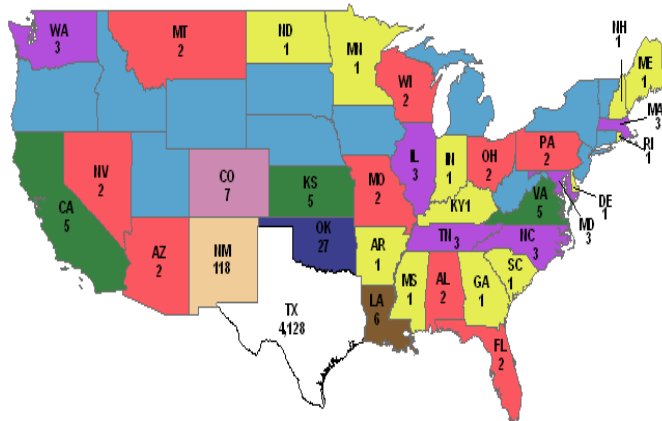 WA
3
MT
2
ND
1
MN
1
WI
2
NH
1
ME
1
MA
3
RI
1
PA
2
OH
2
IN
1
IL
3
NV
2
CA
5
CO
7
KS
5
MO
2
KY1
VA
5
DE
1
MD
3
AZ
2
NM
118
OK
27
AR
1
TN 3
NC
3
SC
1
MS
1
AL
2
GA
1
TX
4,128
LA
6
FL
2